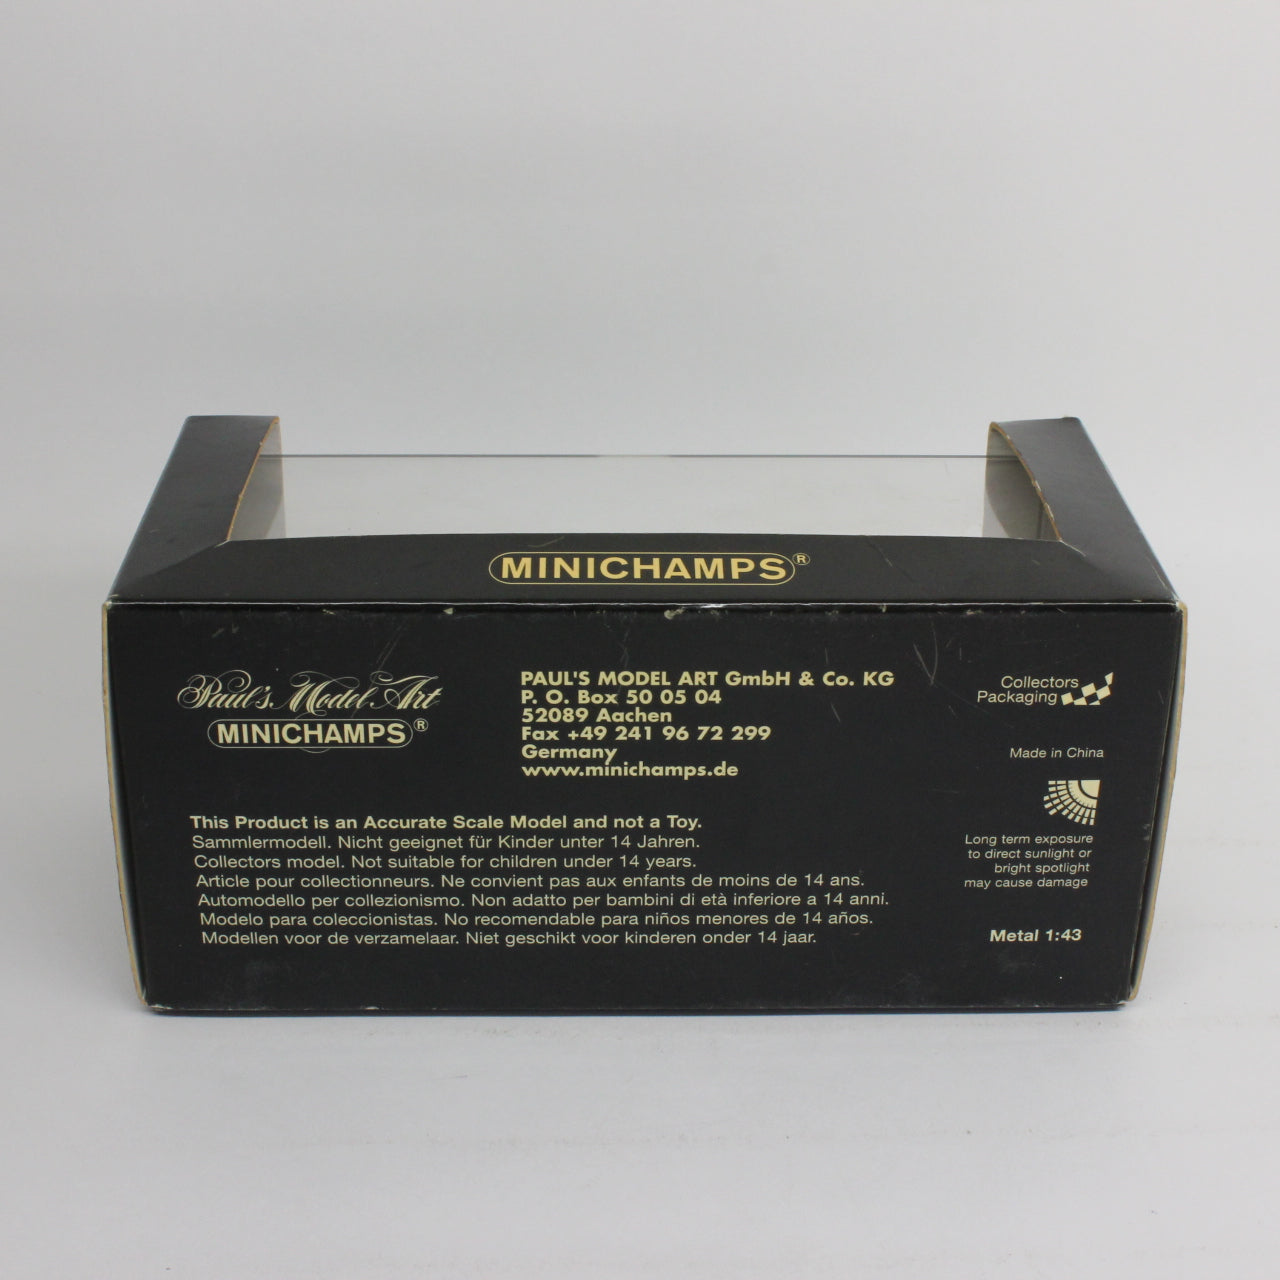 MINICHAMPS®
Paul's Model Art
MINICHAMPS®
PAUL'S MODEL ART GmbH & Co. KG
P. O. Box 50 05 04
52089 Aachen
Fax +49 241 96 72 299
Germany
www.minichamps.de
Collectors
Packaging
Made in China
Long term exposure
to direct sunlight or
bright spotlight
may cause damage
Metal 1:43
This Product is an Accurate Scale Model and not a Toy.
Sammlermodell. Nicht geeignet für Kinder unter 14 Jahren.
Collectors model. Not suitable for children under 14 years.
Article pour collectionneurs. Ne convient pas aux enfants de moins de 14 ans.
Automodello per collezionismo. Non adatto per bambini di età inferiore a 14 anni.
Modelo para coleccionistas. No recomendable para niños menores de 14 años.
Modellen voor de verzamelaar. Niet geschikt voor kinderen onder 14 jaar.